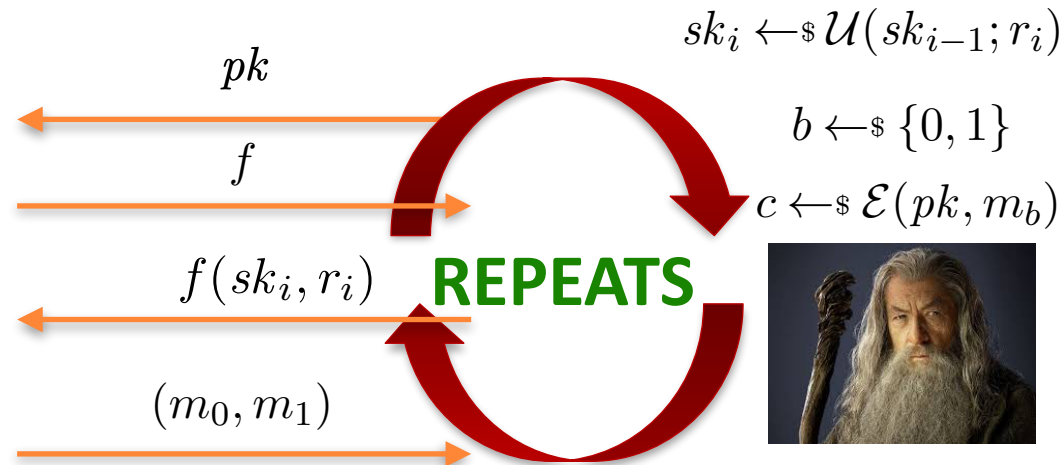 pk
f
f(sk_i, r_i)
(m_0, m_1)
REPEATS
sk_i ←$ U(sk_{i−1}; r_i)
b ←$ {0, 1}
c ←$ E(pk, m_b)